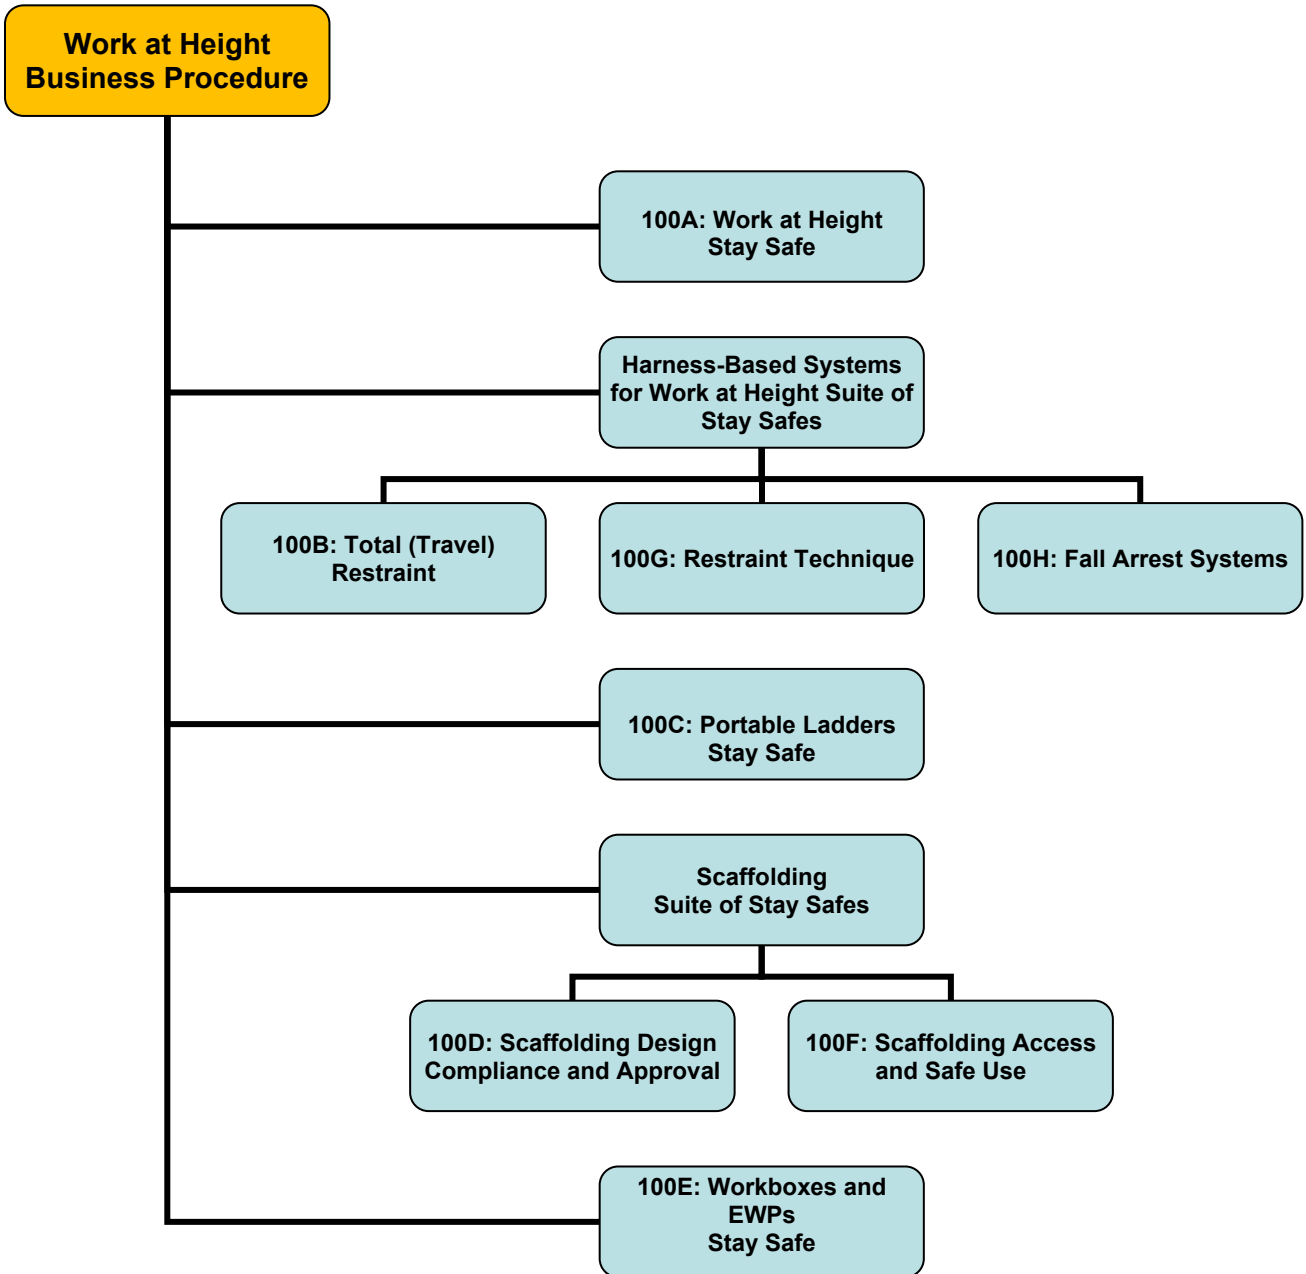 Work at Height
Business Procedure
100A: Work at Height
Stay Safe
Harness-Based Systems
for Work at Height Suite of
Stay Safes
100B: Total (Travel)
Restraint
100G: Restraint Technique
100H: Fall Arrest Systems
100C: Portable Ladders
Stay Safe
Scaffolding
Suite of Stay Safes
100D: Scaffolding Design
Compliance and Approval
100F: Scaffolding Access
and Safe Use
100E: Workboxes and
EWPs
Stay Safe